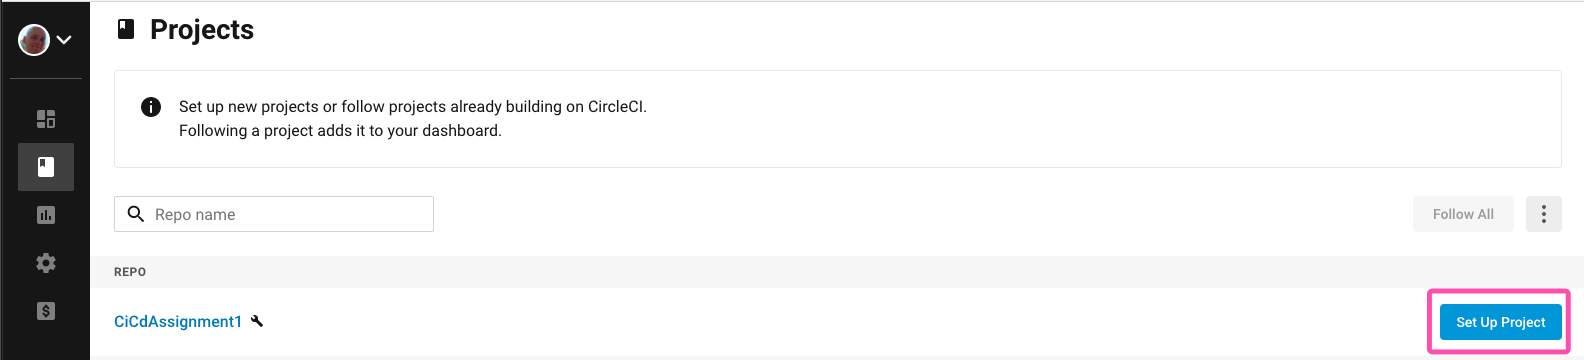 Projects
Set up new projects or follow projects already building on CircleCI.
Following a project adds it to your dashboard.
Repo name
Follow All
REPO
CiCdAssignment1
Set Up Project